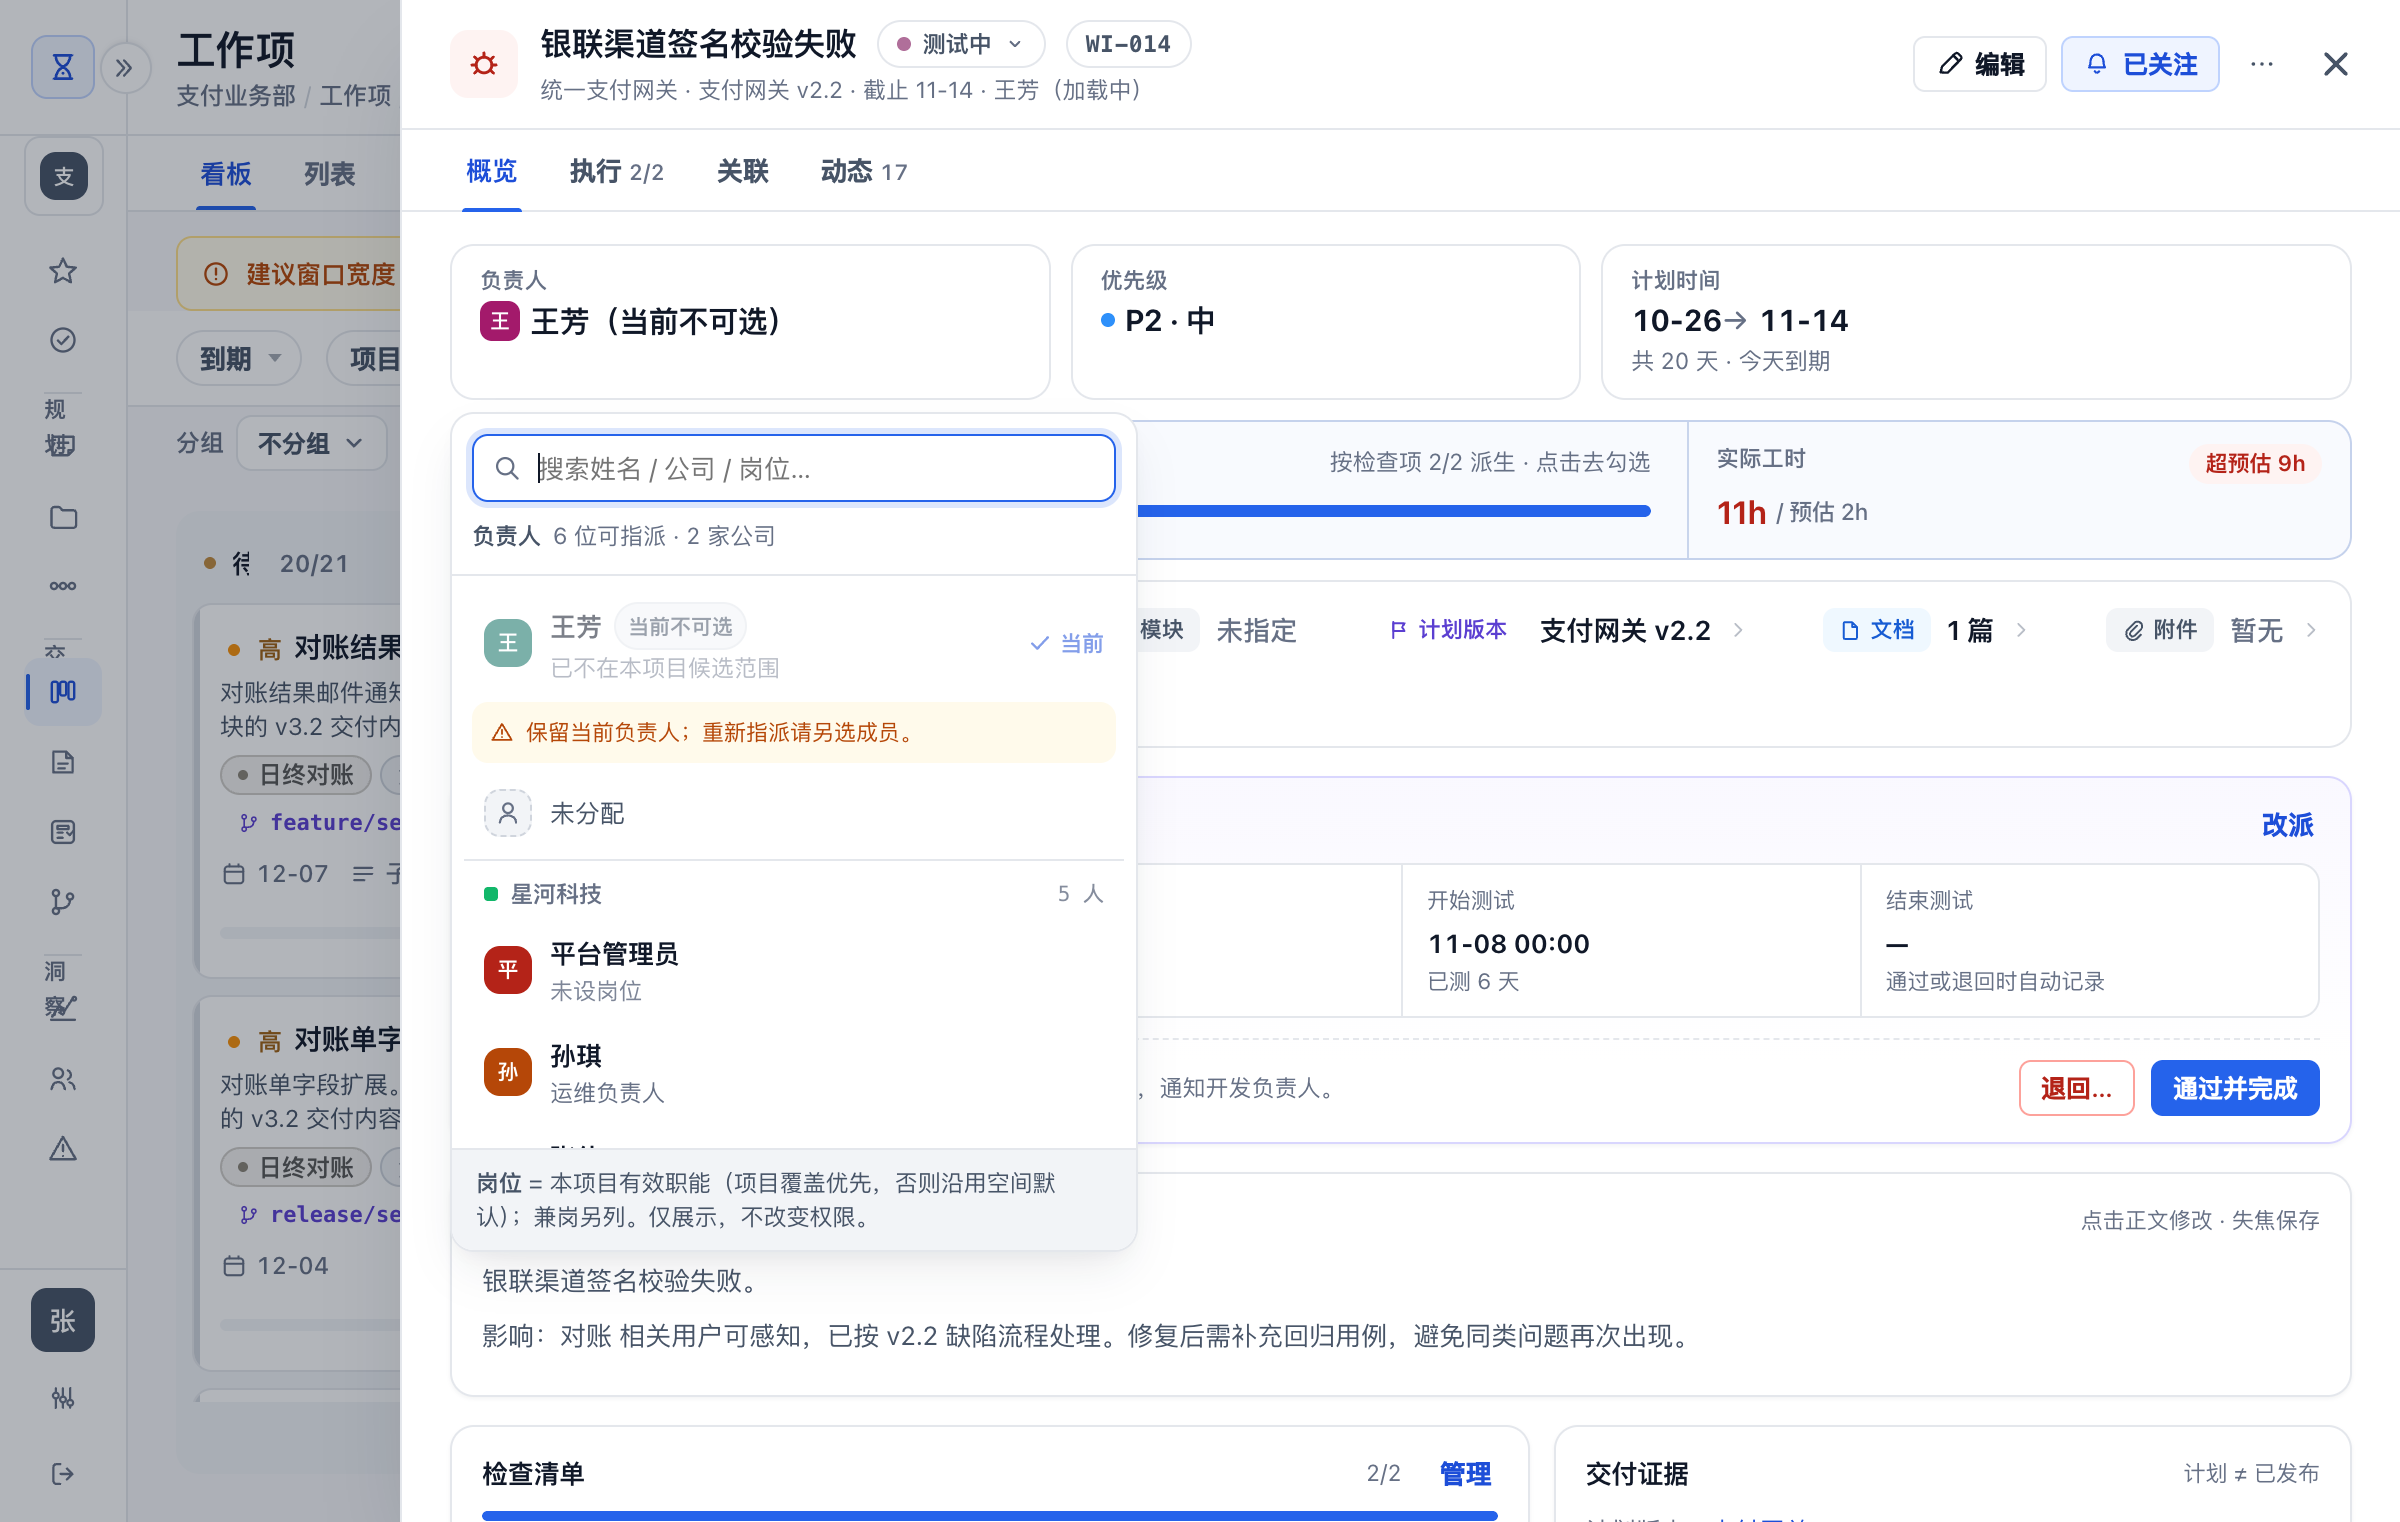 工作项
支付业务部 / 工作项
支
规
划
交
洞
察
张
看板
列表
建议窗口宽度
到期
项目
分组
不分组
20/21
高 对账结果
对账结果邮件通知
块的 v3.2 交付内
日终对账
feature/se
12-07
高 对账单字
对账单字段扩展。
的 v3.2 交付内容
日终对账
release/se
12-04
银联渠道签名校验失败
测试中
WI-014
统一支付网关 · 支付网关 v2.2 · 截止 11-14 · 王芳（加载中）
编辑
已关注
概览
执行 2/2
关联
动态 17
负责人
王 王芳（当前不可选）
优先级
P2 · 中
计划时间
10-26→ 11-14
共 20 天 · 今天到期
搜索姓名 / 公司 / 岗位...
负责人 6 位可指派 · 2 家公司
王
王芳 当前不可选
已不在本项目候选范围
当前
保留当前负责人；重新指派请另选成员。
未分配
星河科技
5 人
平
平台管理员
未设岗位
孙
孙琪
运维负责人
岗位 = 本项目有效职能（项目覆盖优先，否则沿用空间默
认）；兼岗另列。仅展示，不改变权限。
按检查项 2/2 派生 · 点击去勾选
实际工时
超预估 9h
11h / 预估 2h
模块 未指定
计划版本 支付网关 v2.2
文档 1 篇
附件 暂无
改派
开始测试
11-08 00:00
已测 6 天
结束测试
—
通过或退回时自动记录
，通知开发负责人。
退回...
通过并完成
点击正文修改 · 失焦保存
银联渠道签名校验失败。
影响：对账 相关用户可感知，已按 v2.2 缺陷流程处理。修复后需补充回归用例，避免同类问题再次出现。
检查清单
2/2
管理
交付证据
计划 ≠ 已发布